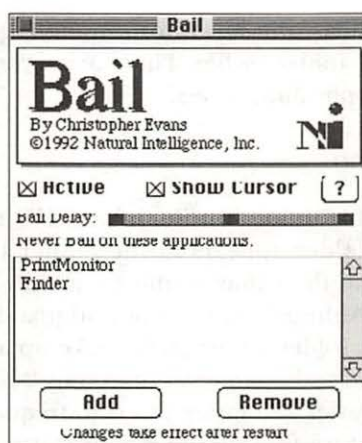 Bail
Bail
By Christopher Evans
©1992 Natural Intelligence, Inc.
Ni
Active Show Cursor ?
Bail Delay:
Never Bail on these applications:
PrintMonitor
Finder
Add Remove
Changes take effect after restart